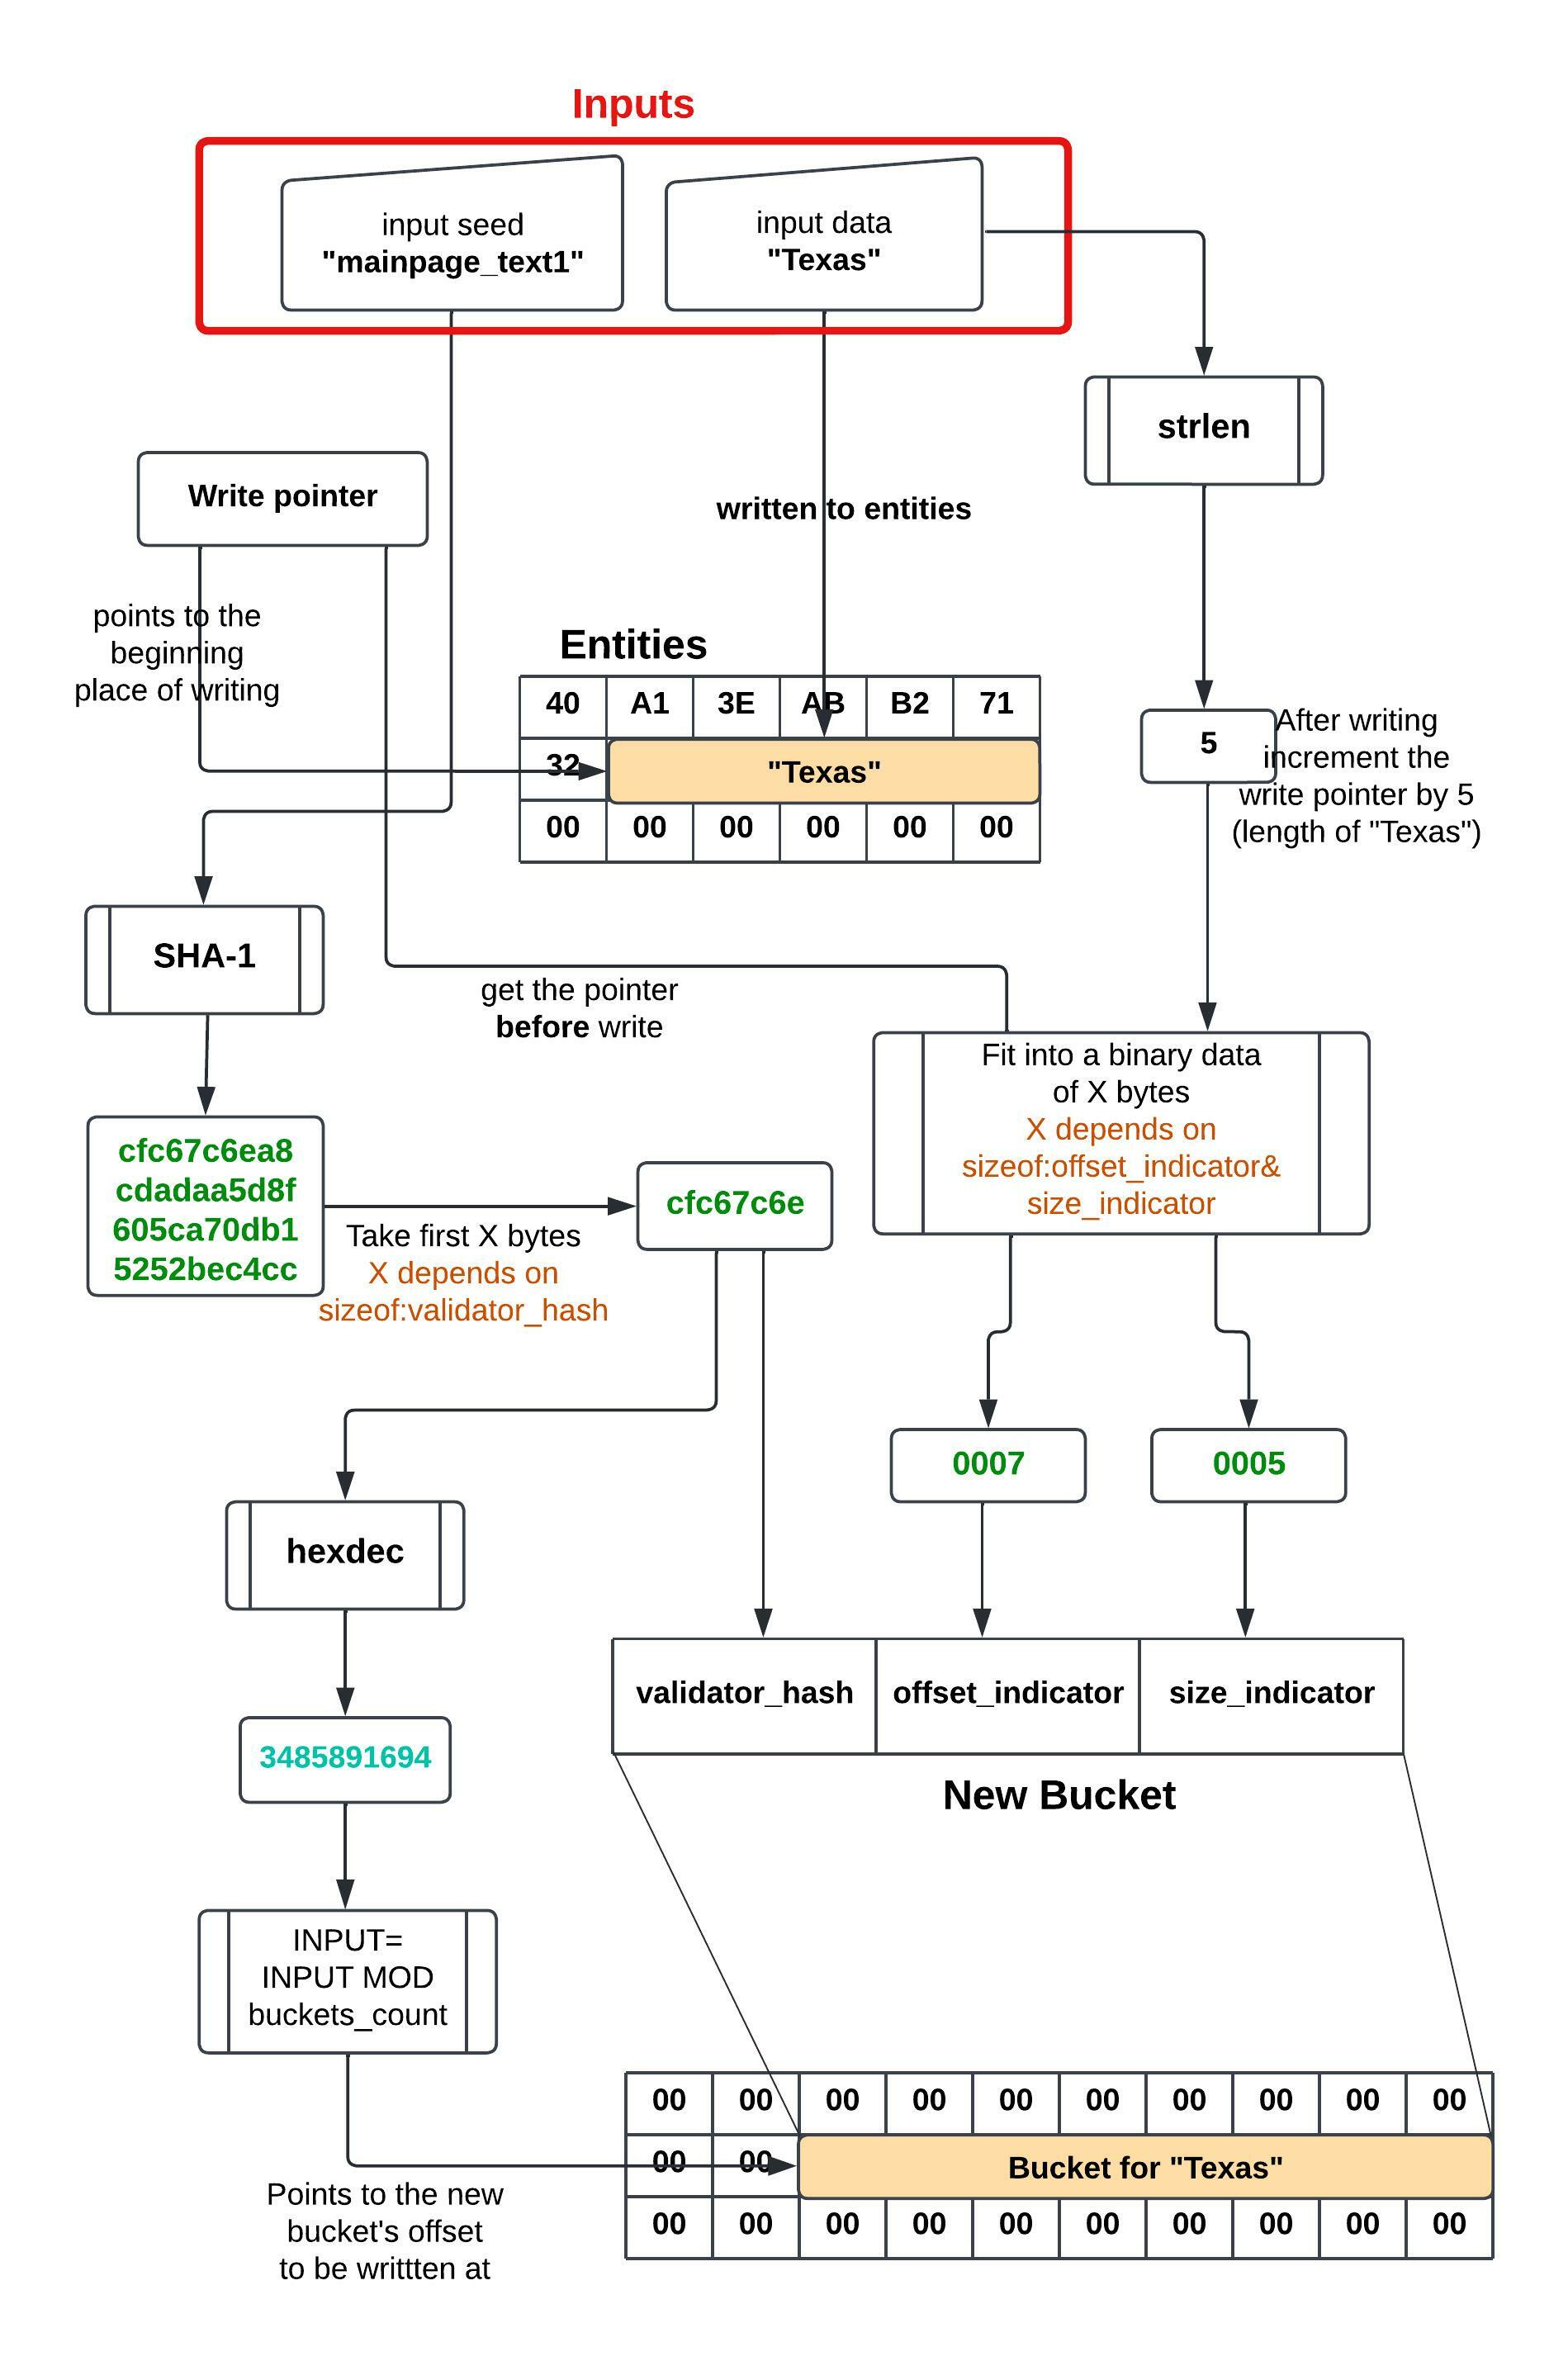 Inputs
input seed
"mainpage_text1"
input data
"Texas"
strlen
Write pointer
written to entities
points to the
beginning
place of writing
Entities
40 A1 3E AB B2 71
32 "Texas"
00 00 00 00 00 00
5
After writing
increment the
write pointer by 5
(length of "Texas")
SHA-1
get the pointer
before write
Fit into a binary data
of X bytes
X depends on
sizeof:offset_indicator&
size_indicator
cfc67c6ea8
cdadaa5d8f
605ca70db1
5252bec4cc
Take first X bytes
X depends on
sizeof:validator_hash
cfc67c6e
0007
0005
hexdec
validator_hash offset_indicator size_indicator
New Bucket
3485891694
INPUT=
INPUT MOD
buckets_count
00 00 00 00 00 00 00 00 00 00
00 00 Bucket for "Texas"
00 00 00 00 00 00 00 00 00 00
Points to the new
bucket's offset
to be writtten at